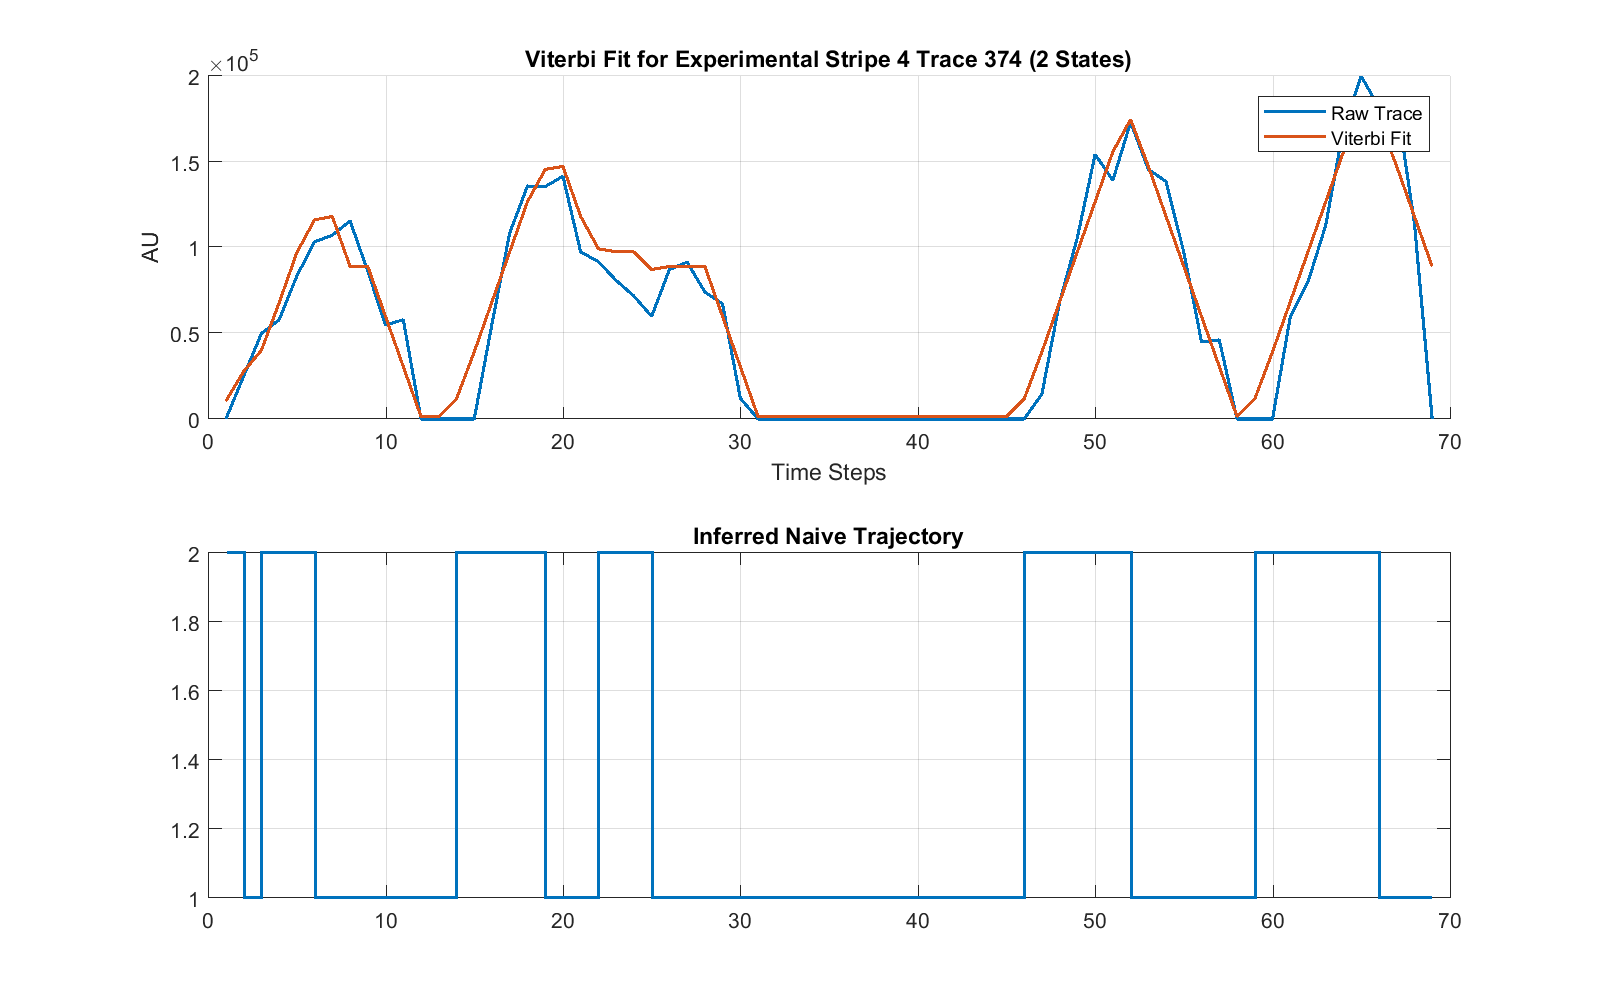 Viterbi Fit for Experimental Stripe 4 Trace 374 (2 States)
×10⁵
2
1.5
1
0.5
0
AU
Raw Trace
Viterbi Fit
0 10 20 30 40 50 60 70
Time Steps
Inferred Naive Trajectory
2
1.8
1.6
1.4
1.2
1
0 10 20 30 40 50 60 70